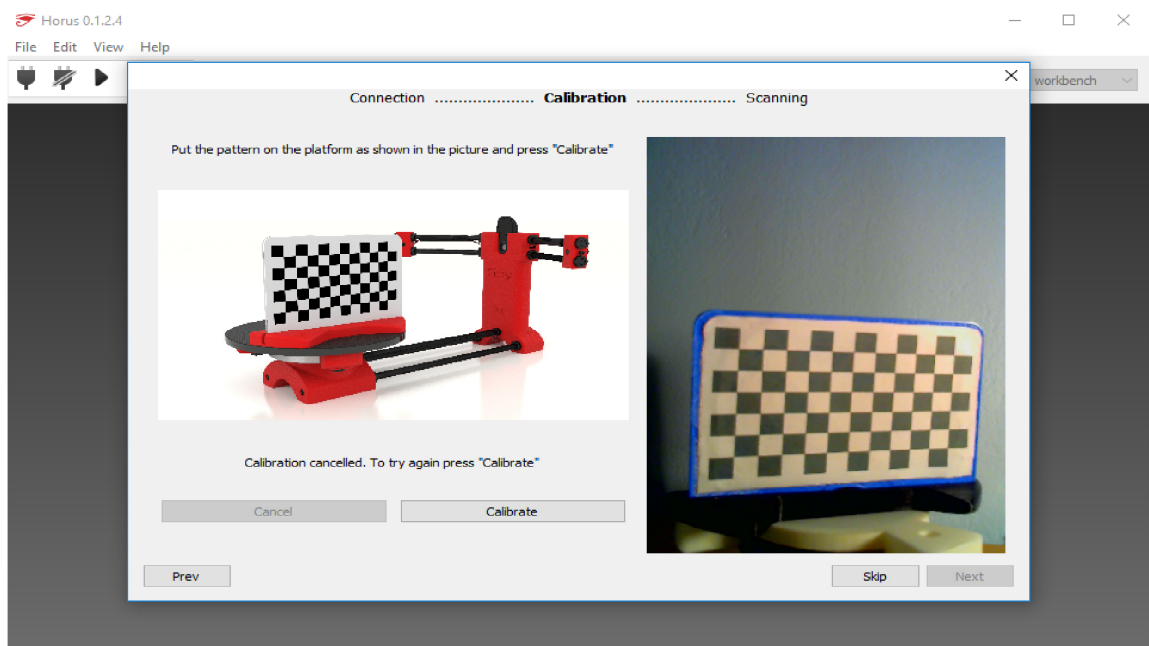 Horus 0.1.2.4
File Edit View Help
workbench
Connection .................... Calibration .................... Scanning
Put the pattern on the platform as shown in the picture and press "Calibrate"
Calibration cancelled. To try again press "Calibrate"
Cancel Calibrate
Prev Skip Next